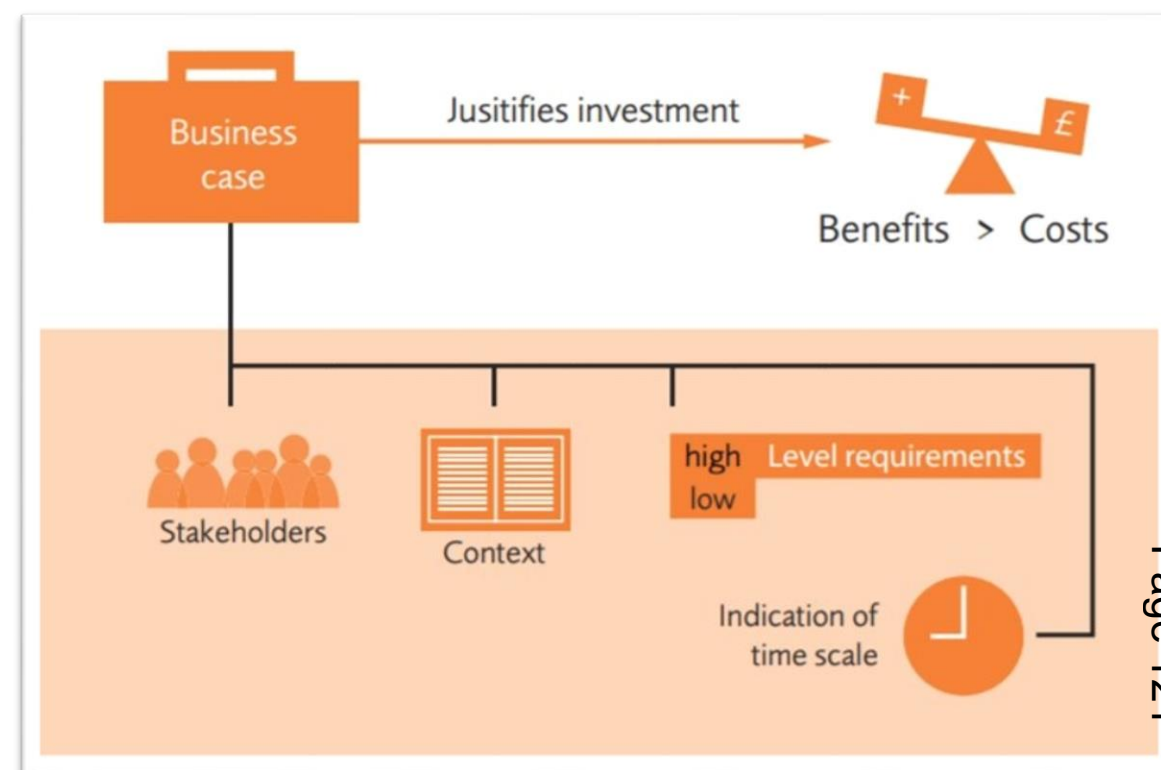 Business
case
Jusitifies investment
+
£
Benefits > Costs
Stakeholders
Context
high Level requirements
low
Indication of
time scale